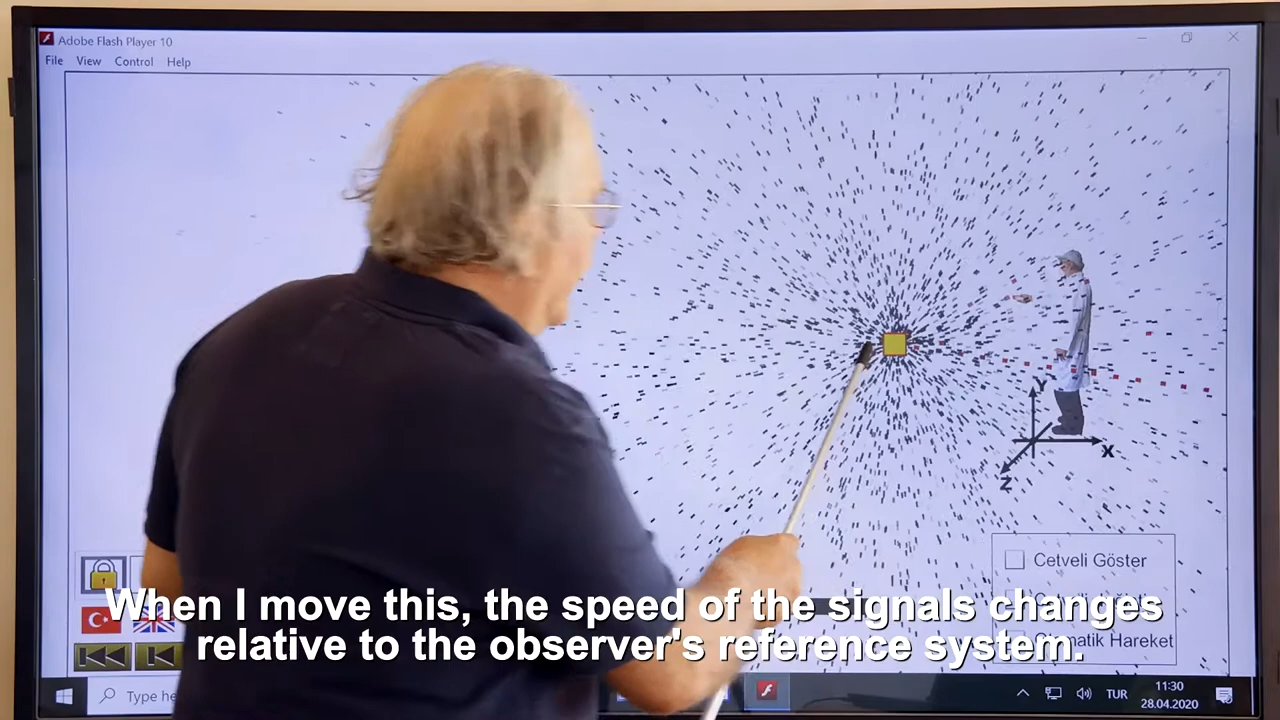 Adobe Flash Player 10
File View Control Help
Y
X
Z
Cetveli Göster
When I move this, the speed of the signals changes
relative to the observer's reference system.
Hareket
Type he
TUR
11:30
28.04.2020